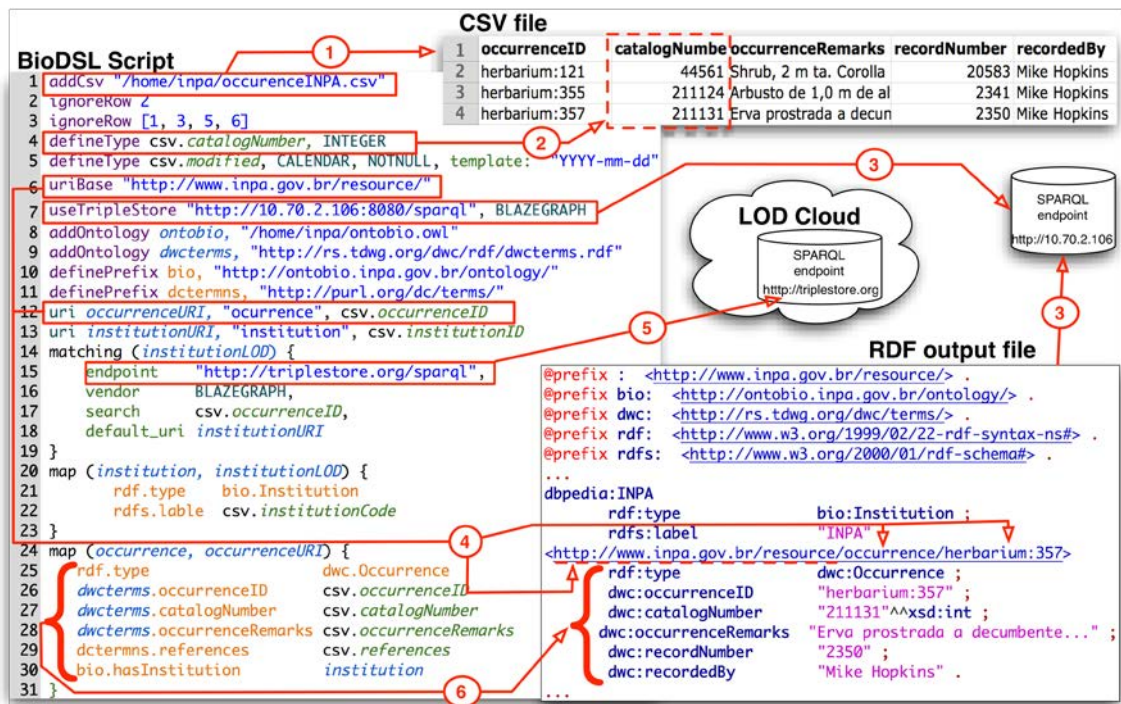 BioDSL Script
1 addCsv "/home/inpa/occurenceINPA.csv"
2 ignoreRow 2
3 ignoreRow [1, 3, 5, 6]
4 defineType csv.catalogNumber, INTEGER
5 defineType csv.modified, CALENDAR, NOTNULL, template: "YYYY-mm-dd"
6 uriBase "http://www.inpa.gov.br/resource/"
7 useTripleStore "http://10.70.2.106:8080/sparql", BLAZEGRAPH
8 addOntology ontobio, "/home/inpa/ontobio.owl"
9 addOntology dwcterms, "http://rs.tdwg.org/dwc/rdf/dwcterms.rdf"
10 definePrefix bio, "http://ontobio.inpa.gov.br/ontology/"
11 definePrefix dctermns, "http://purl.org/dc/terms/"
12 uri occurrenceURI, "ocurrence", csv.occurrenceID
13 uri institutionURI, "institution", csv.institutionID
14 matching (institutionLOD) {
15 endpoint "http://triplestore.org/sparql",
16 vendor BLAZEGRAPH,
17 search csv.occurrenceID,
18 default_uri institutionURI
19 }
20 map (institution, institutionLOD) {
21 rdf.type bio.Institution
22 rdfs.lable csv.institutionCode
23 }
24 map (occurrence, occurrenceURI) {
25 rdf.type dwc.Occurrence
26 dwcterms.occurrenceID csv.occurrenceID
27 dwcterms.catalogNumber csv.catalogNumber
28 dwcterms.occurrenceRemarks csv.occurrenceRemarks
29 dctermns.references csv.references
30 bio.hasInstitution institution
31 }
1
2
3
5
4
6
3
CSV file
1 occurrenceID catalogNumbe occurrenceRemarks recordNumber recordedBy
2 herbarium:121 44561 Shrub, 2 m ta. Corolla 20583 Mike Hopkins
3 herbarium:355 211124 Arbusto de 1,0 m de al 2341 Mike Hopkins
4 herbarium:357 211131 Erva prostrada a decun 2350 Mike Hopkins
LOD Cloud
SPARQL
endpoint
htttp://triplestore.org
SPARQL
endpoint
http://10.70.2.106
RDF output file
@prefix : <http://www.inpa.gov.br/resource/> .
@prefix bio: <http://ontobio.inpa.gov.br/ontology/> .
@prefix dwc: <http://rs.tdwg.org/dwc/terms/> .
@prefix rdf: <http://www.w3.org/1999/02/22-rdf-syntax-ns#> .
@prefix rdfs: <http://www.w3.org/2000/01/rdf-schema#> .
...
dbpedia:INPA
rdf:type bio:Institution ;
rdfs:label "INPA" .
<http://www.inpa.gov.br/resource/occurrence/herbarium:357>
rdf:type dwc:Occurrence ;
dwc:occurrenceID "herbarium:357" ;
dwc:catalogNumber "211131"^^xsd:int ;
dwc:occurrenceRemarks "Erva prostrada a decumbente..." ;
dwc:recordNumber "2350" ;
dwc:recordedBy "Mike Hopkins" .
...